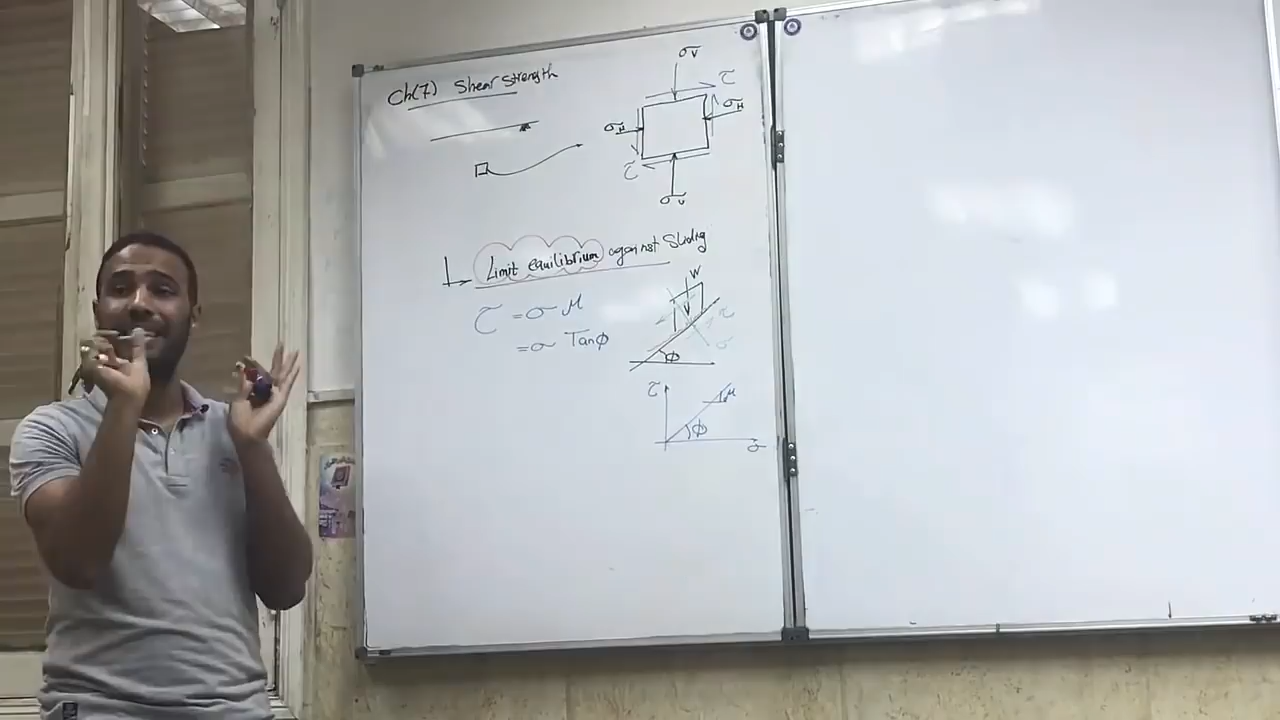 Ch(7) Shear Strength
σv
τ
σH
σH
τ
σv
Limit equilibrium against Sliding
τ = σ μ
= σ Tanφ
W
τ
σ
φ
τ
μ
φ
σ